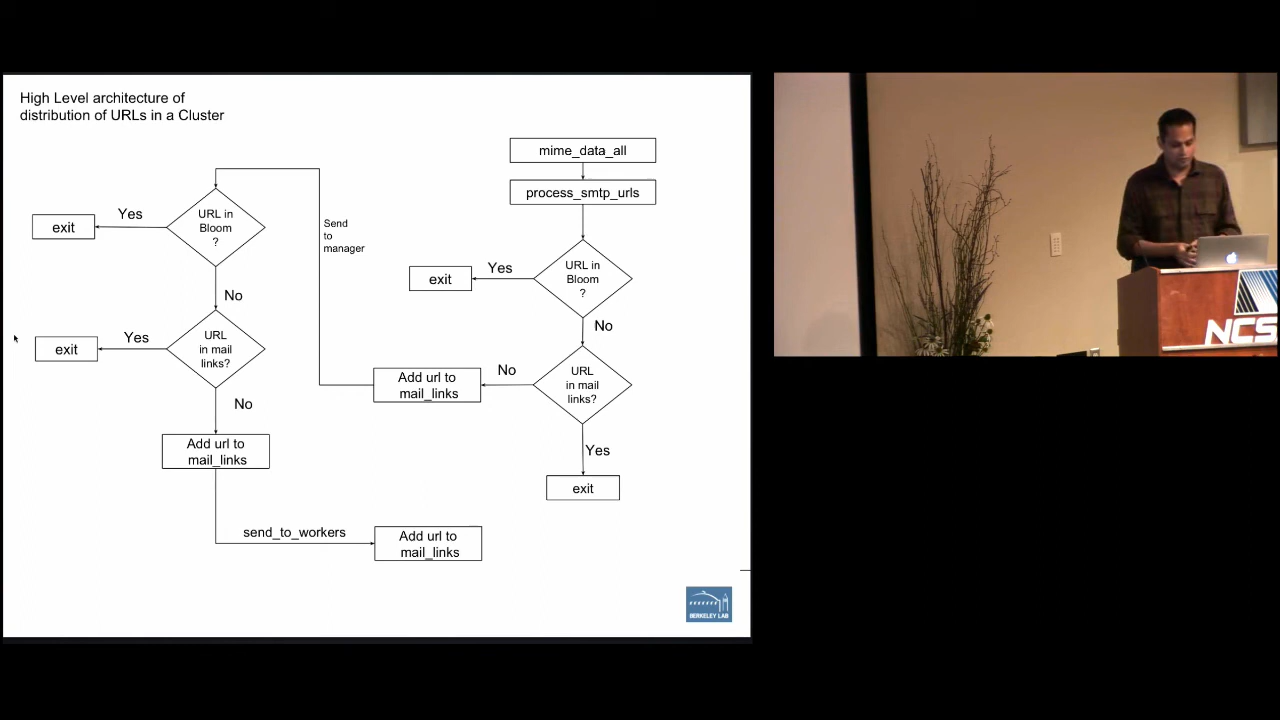 High Level architecture of
distribution of URLs in a Cluster
mime_data_all
process_smtp_urls
URL in
Bloom
?
Yes
exit
No
URL
in mail
links?
Yes
exit
No
Add url to
mail_links
Send
to
manager
URL in
Bloom
?
Yes
exit
No
URL
in mail
links?
Yes
exit
No
Add url to
mail_links
send_to_workers
Add url to
mail_links
BERKELEY LAB
NCS